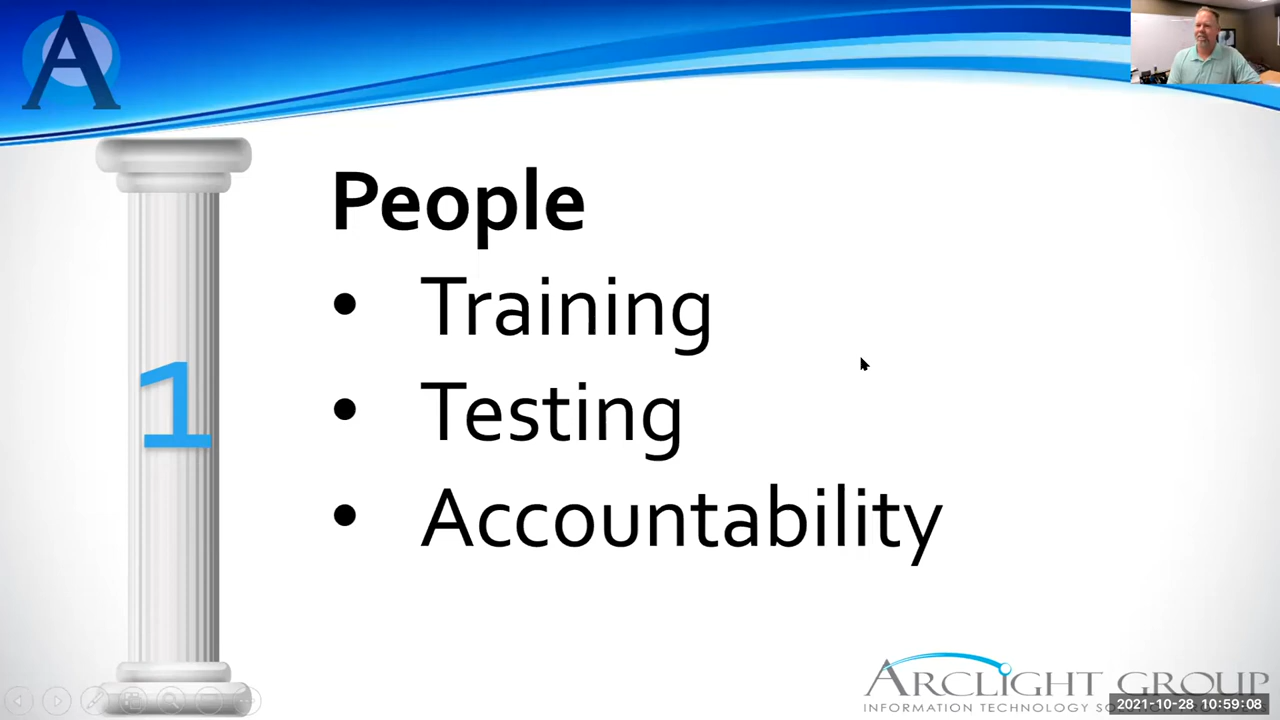 A
People
• Training
1
• Testing
• Accountability
ARCLIGHT GROUP
INFORMATION TECHNOLOGY
2021-10-28 10:59:08